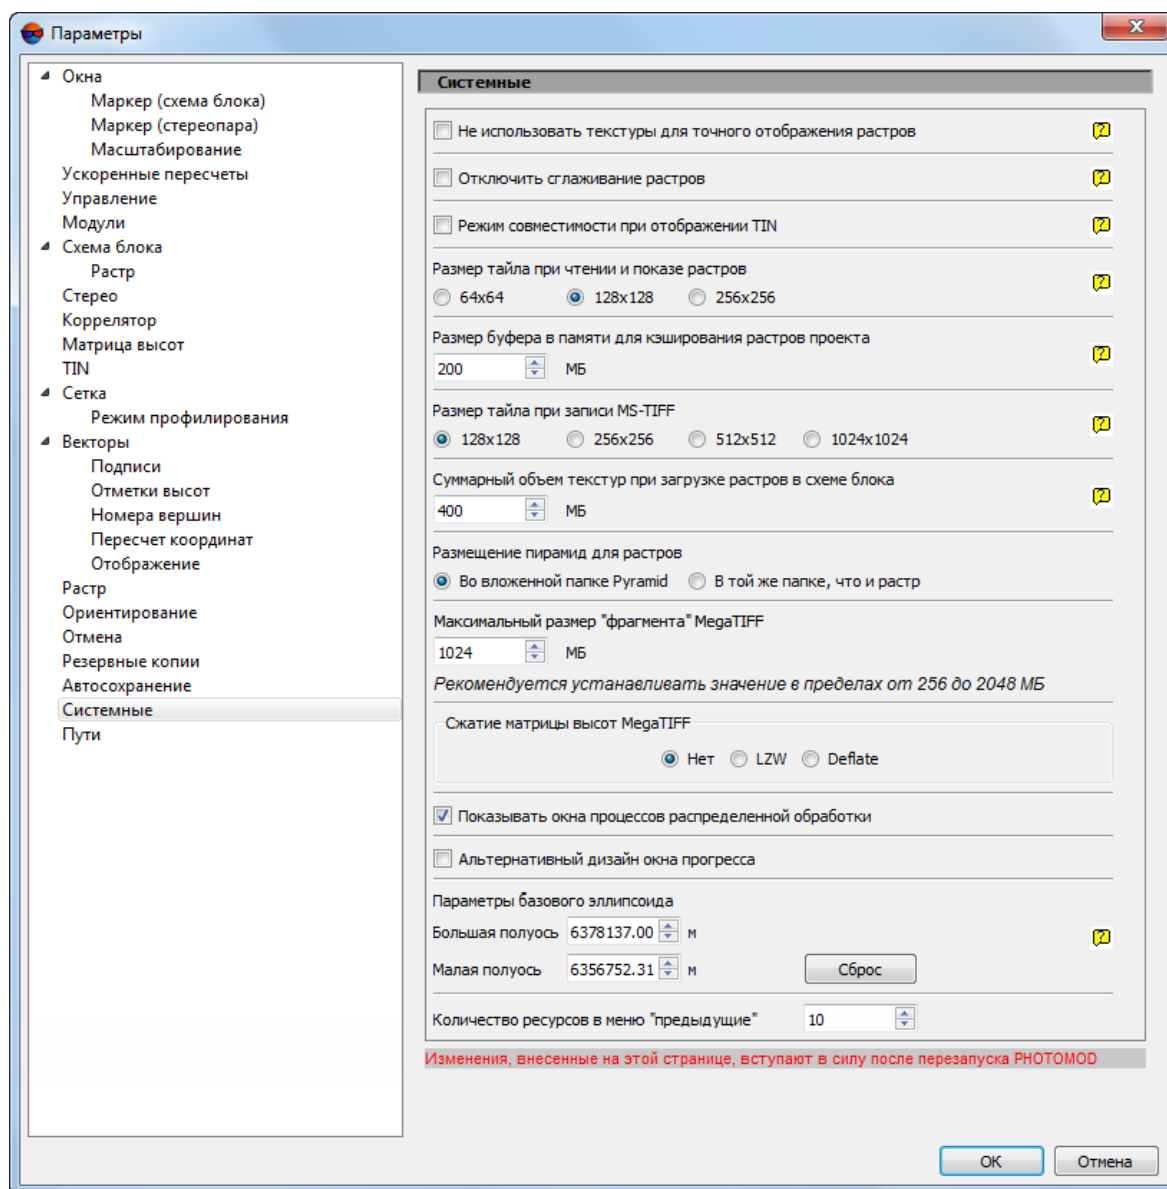 Параметры
Окна
Маркер (схема блока)
Маркер (стереопара)
Масштабирование
Ускоренные пересчеты
Управление
Модули
Схема блока
Растр
Стерео
Коррелятор
Матрица высот
TIN
Сетка
Режим профилирования
Векторы
Подписи
Отметки высот
Номера вершин
Пересчет координат
Отображение
Растр
Ориентирование
Отмена
Резервные копии
Автосохранение
Системные
Пути
Системные
Не использовать текстуры для точного отображения растров
Отключить сглаживание растров
Режим совместимости при отображении TIN
Размер тайла при чтении и показе растров
64x64 128x128 256x256
Размер буфера в памяти для кэширования растров проекта
200 МБ
Размер тайла при записи MS-TIFF
128x128 256x256 512x512 1024x1024
Суммарный объем текстур при загрузке растров в схеме блока
400 МБ
Размещение пирамид для растров
Во вложенной папке Pyramid В той же папке, что и растр
Максимальный размер "фрагмента" MegaTIFF
1024 МБ
Рекомендуется устанавливать значение в пределах от 256 до 2048 МБ
Сжатие матрицы высот MegaTIFF
Нет LZW Deflate
Показывать окна процессов распределенной обработки
Альтернативный дизайн окна прогресса
Параметры базового эллипсоида
Большая полуось 6378137.00 м
Малая полуось 6356752.31 м Сброс
Количество ресурсов в меню "предыдущие" 10
Изменения, внесенные на этой странице, вступают в силу после перезапуска PHOTOMOD
OK Отмена